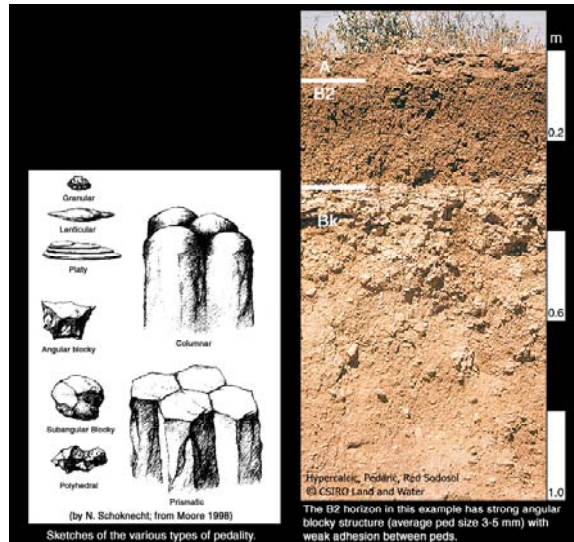 Granular
Lenticular
Platy
Angular blocky
Subangular Blocky
Polyhedral
Columnar
Prismatic
(by N. Schoknecht; from Moore 1998)
Sketches of the various types of pedality.
A
B2
Bk
m
0.2
0.6
1.0
Hypercalcic, Pedaric, Red Sodosol
© CSIRO Land and Water
The B2 horizon in this example has strong angular
blocky structure (average ped size 3-5 mm) with
weak adhesion between peds.